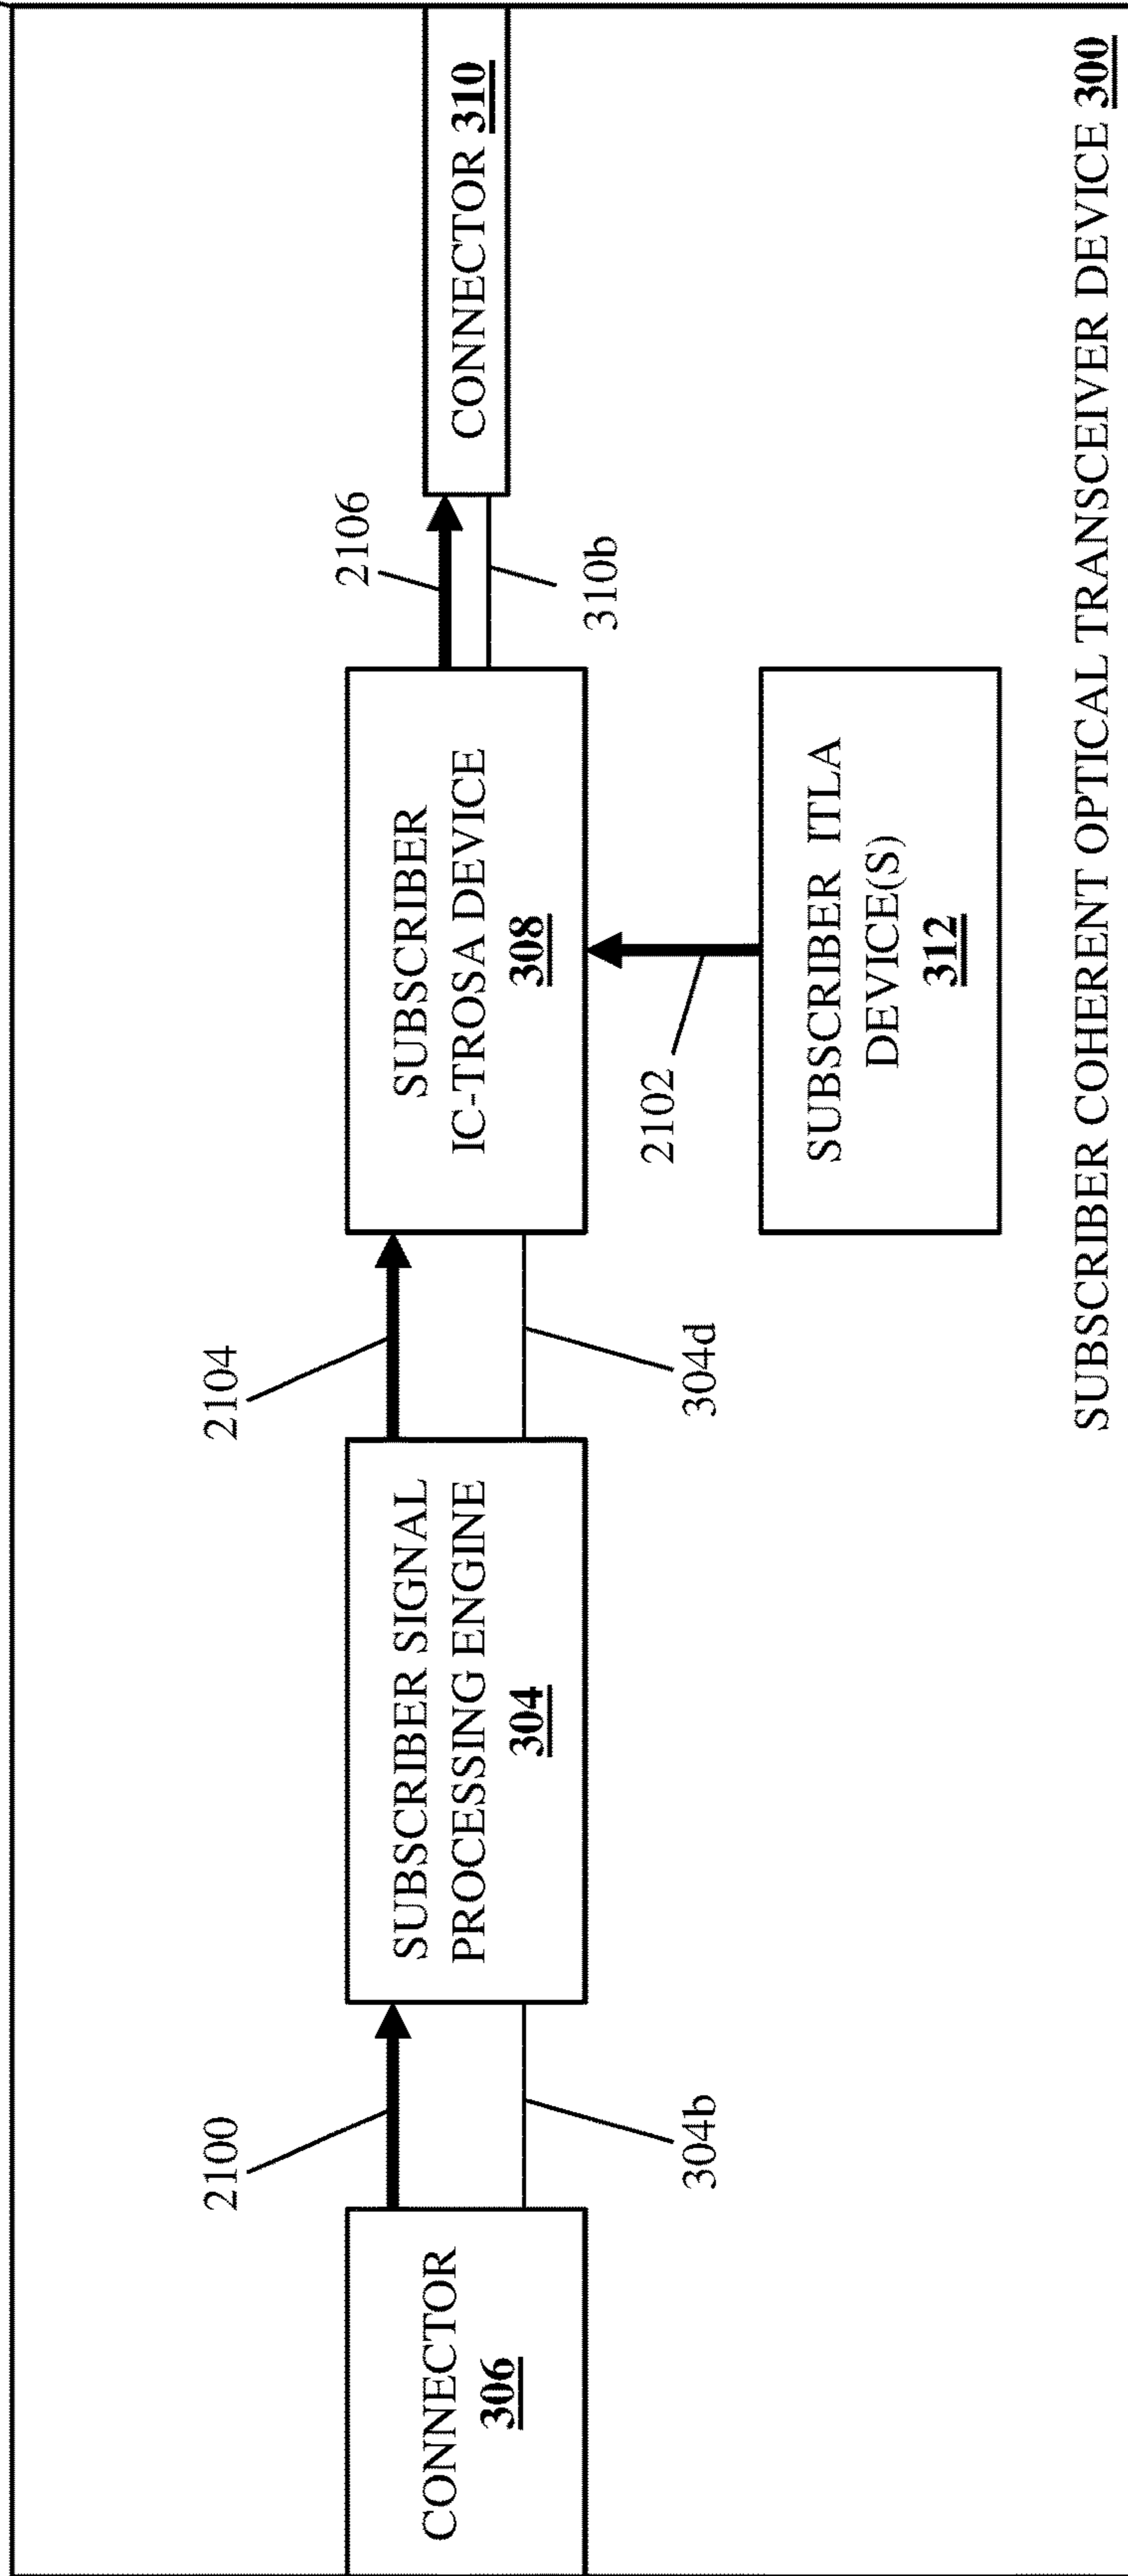 CONNECTOR
306
2100
304b
SUBSCRIBER SIGNAL
PROCESSING ENGINE
304
2104
304d
SUBSCRIBER
IC-TROSA DEVICE
308
2102
SUBSCRIBER ITLA
DEVICE(S)
312
2106
310b
CONNECTOR 310
SUBSCRIBER COHERENT OPTICAL TRANSCEIVER DEVICE 300